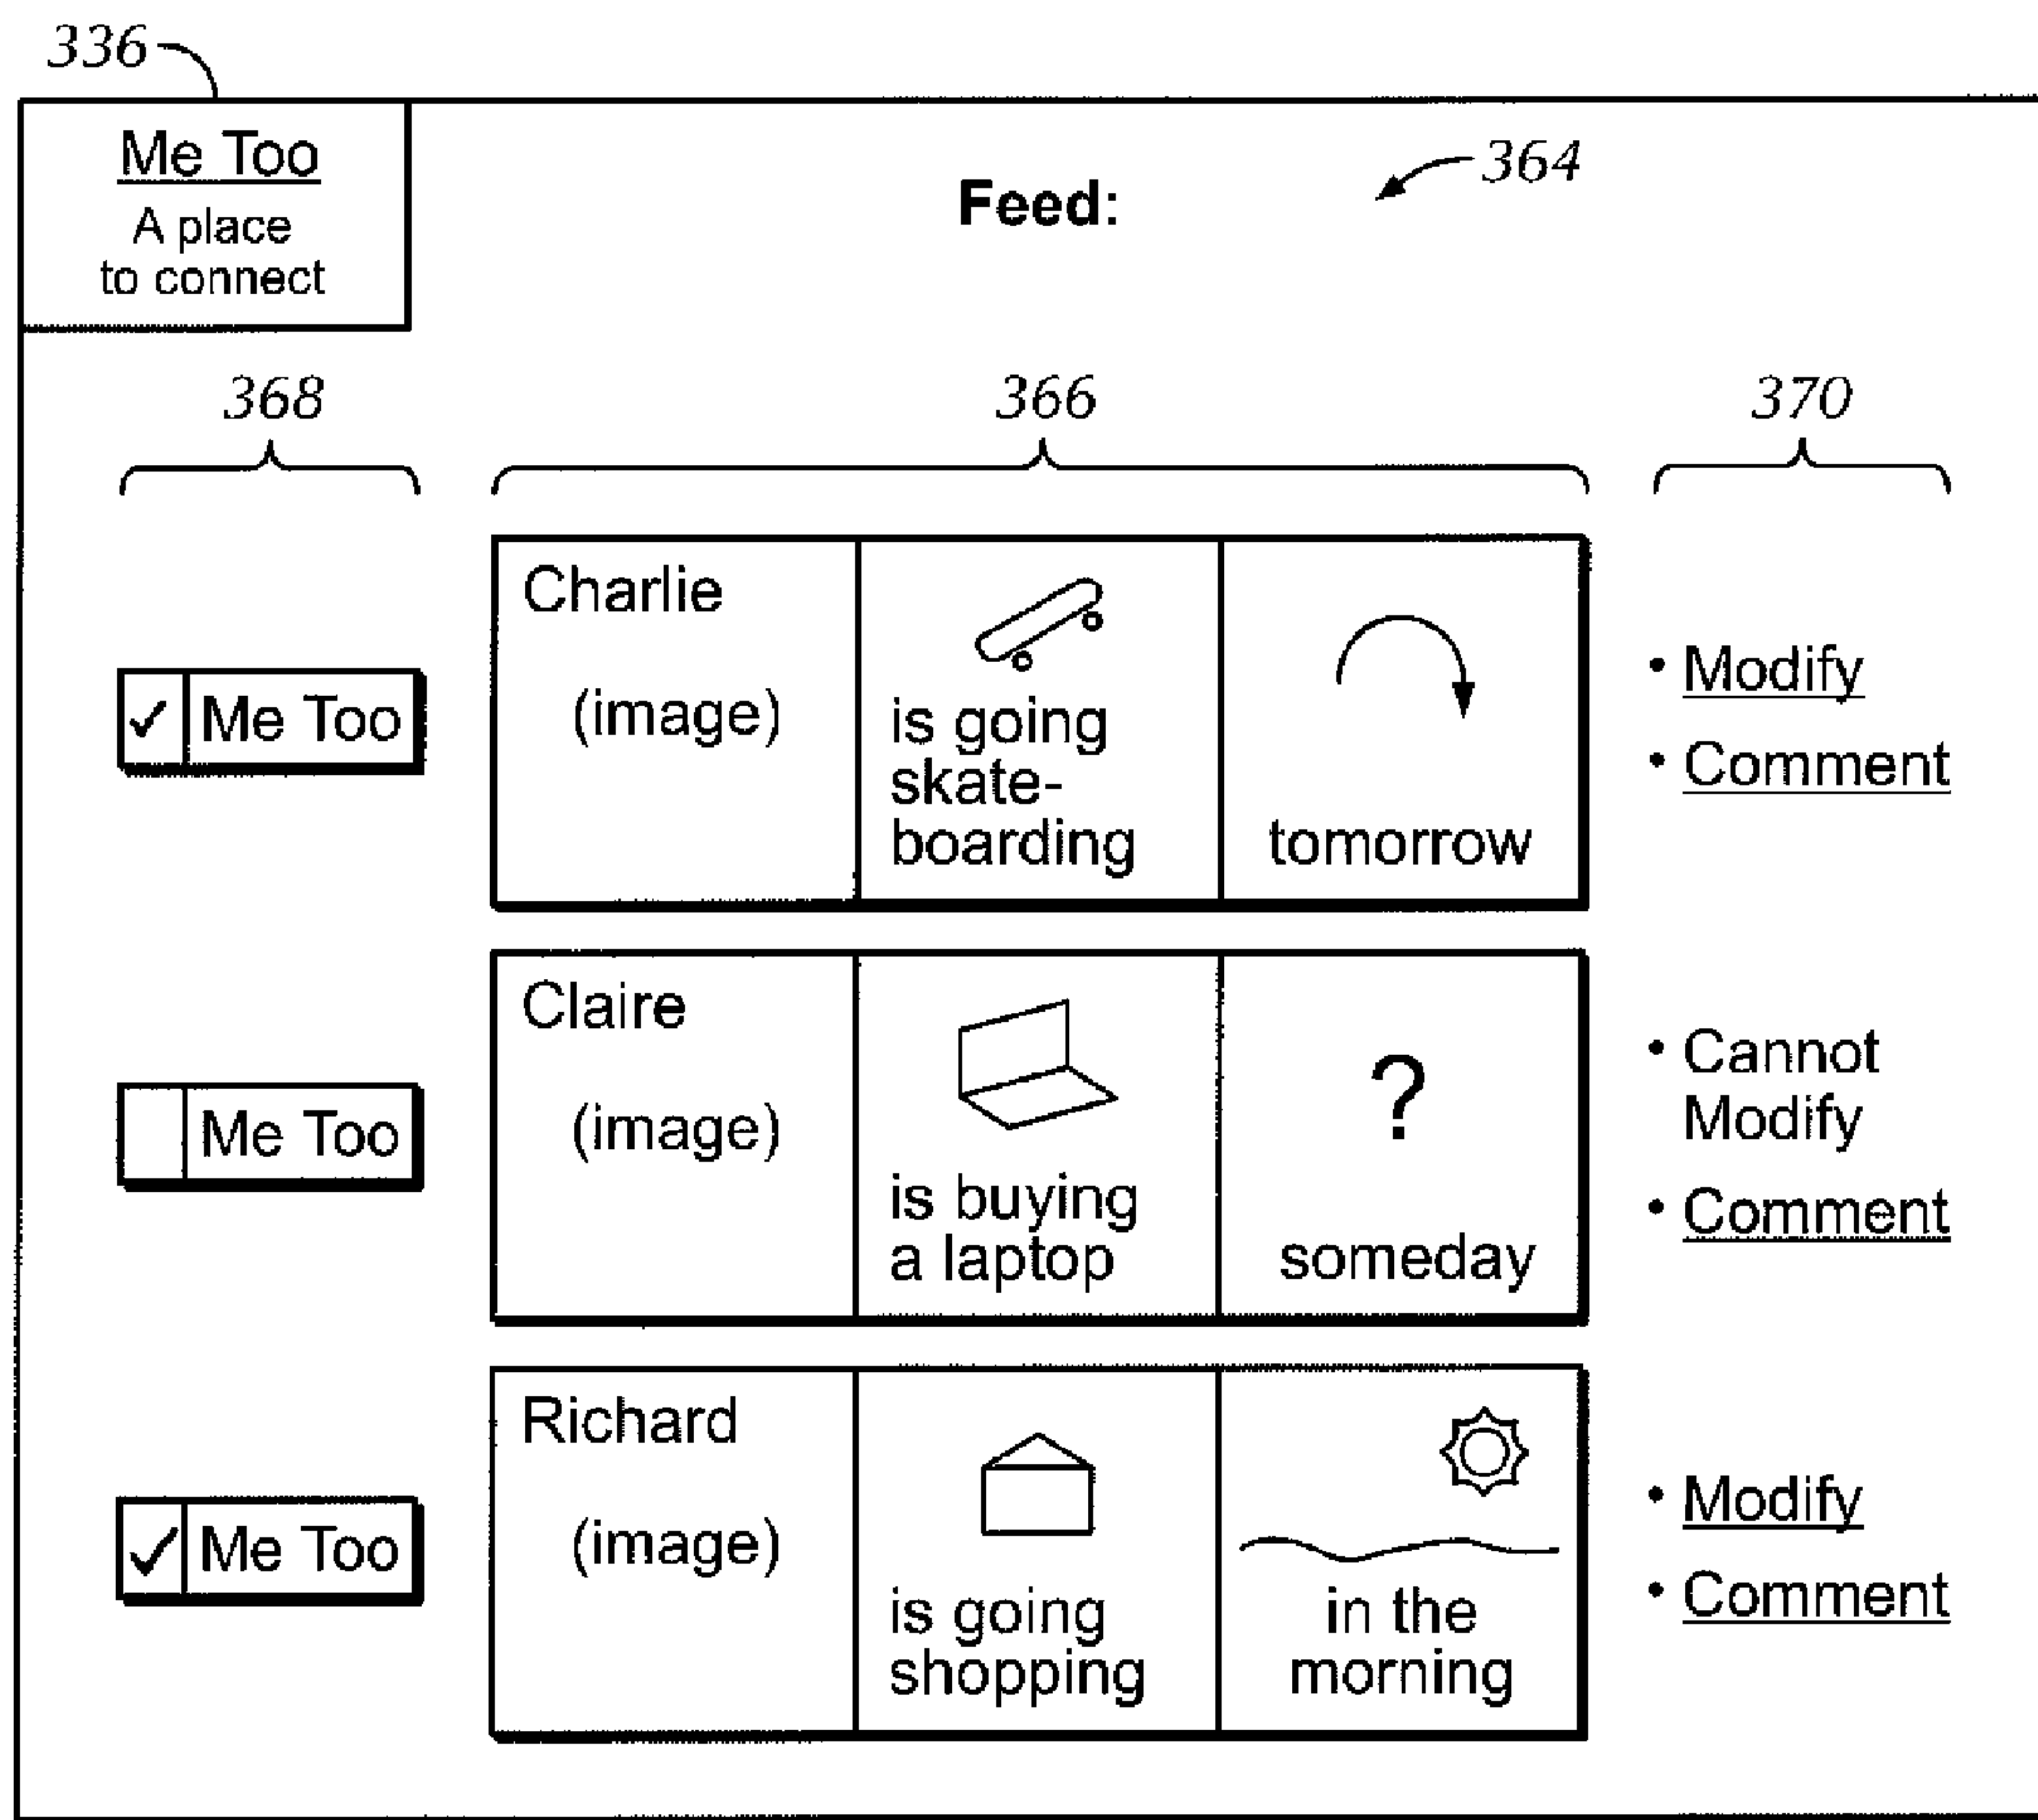 336
Me Too
A place
to connect
Feed:
364
368
366
370
✓ Me Too
Charlie
(image)
is going
skate-
boarding
tomorrow
• Modify
• Comment
Me Too
Claire
(image)
is buying
a laptop
?
someday
• Cannot
Modify
• Comment
✓ Me Too
Richard
(image)
is going
shopping
in the
morning
• Modify
• Comment